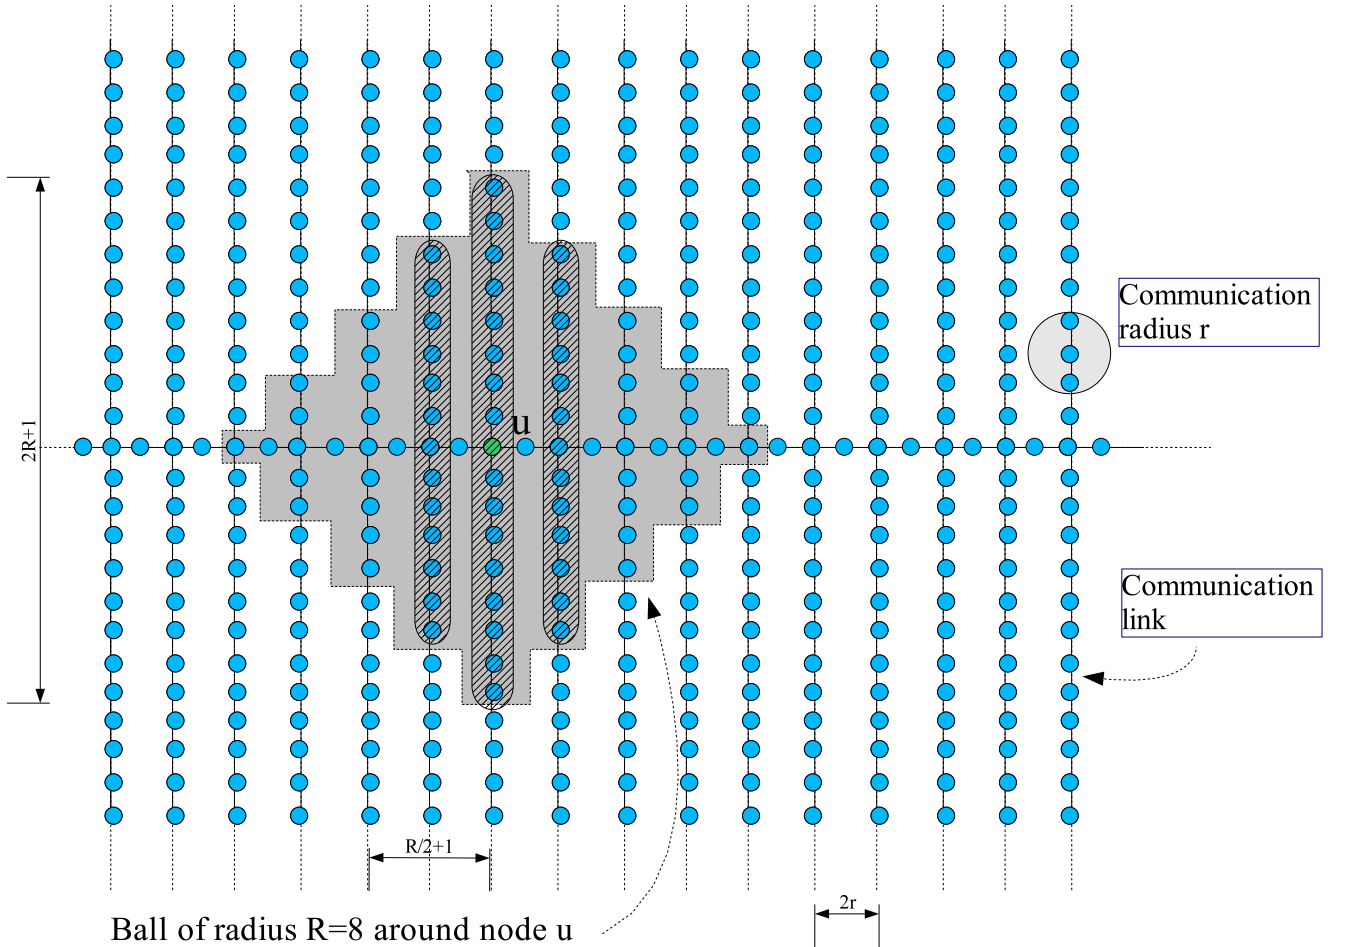 Communication
radius r
u
2R+1
Communication
link
R/2+1
2r
Ball of radius R=8 around node u